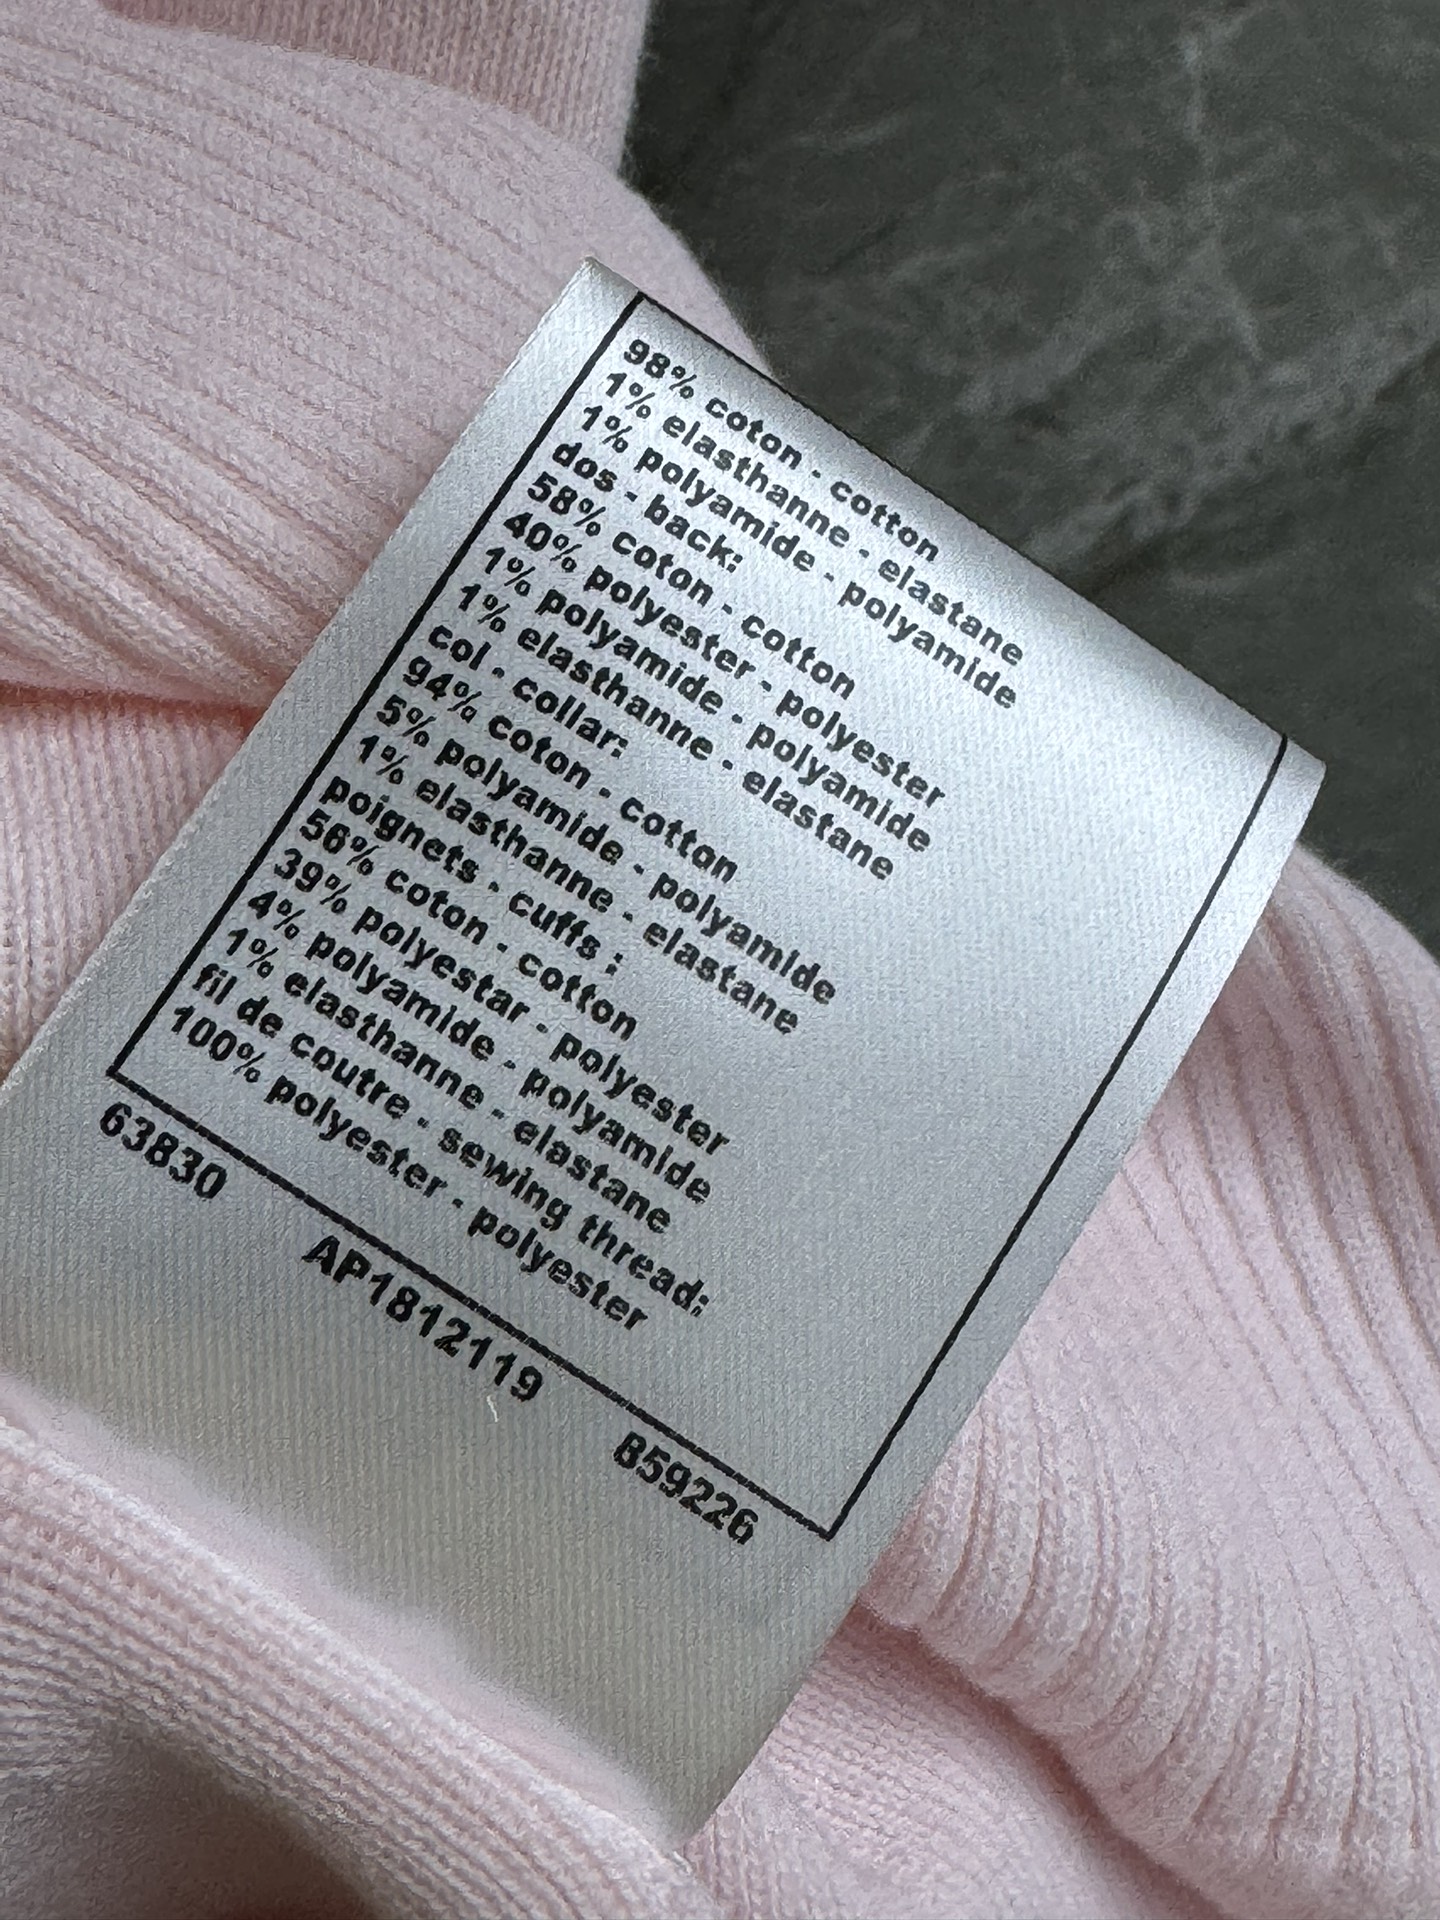 98% coton - cotton
1% elasthanne - elastane
1% polyamide - polyamide
dos - back:
58% coton - cotton
40% polyester - polyester
1% polyamide - polyamide
1% elasthanne - elastane
col - collar:
94% coton - cotton
5% polyamide - polyamide
1% elasthanne - elastane
poignets - cuffs :
56% coton - cotton
39% polyestar - polyester
4% polyamide - polyamide
1% elasthanne - elastane
fil de coutre - sewing thread:
100% polyester - polyester
63830 AP1812119 B59226